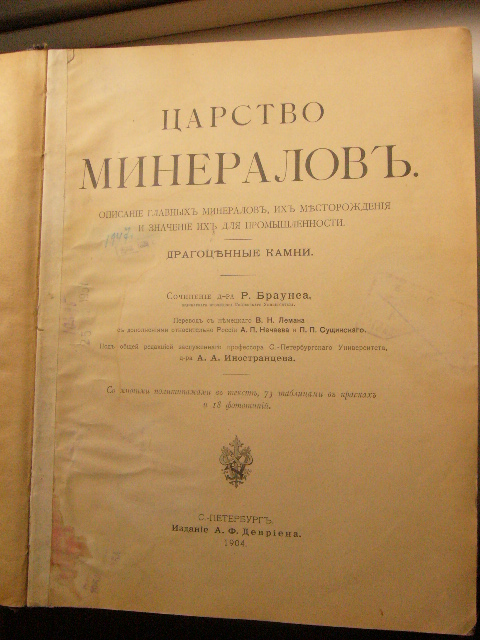 ЦАРСТВО
МИНЕРАЛОВЪ.
ОПИСАНІЕ ГЛАВНЫХЪ МИНЕРАЛОВЪ, ИХЪ МѢСТОРОЖДЕНІЯ
И ЗНАЧЕНІЕ ИХЪ ДЛЯ ПРОМЫШЛЕННОСТИ.
ДРАГОЦѢННЫЕ КАМНИ.
Сочиненіе д-ра Р. Браунса,
Переводъ съ нѣмецкаго В. Н. Лемана
съ дополненіями относительно Россіи А. П. Нечаева и П. П. Сущинскаго.
Подъ общей редакціей заслуженнаго профессора С.-Петербургскаго Университета,
д-ра А. А. Иностранцева.
Со многими политипажами въ текстѣ, 73 таблицами въ краскахъ
и 18 фототипій.
С.-ПЕТЕРБУРГЪ.
Изданіе А. Ф. Девріена.
1904.